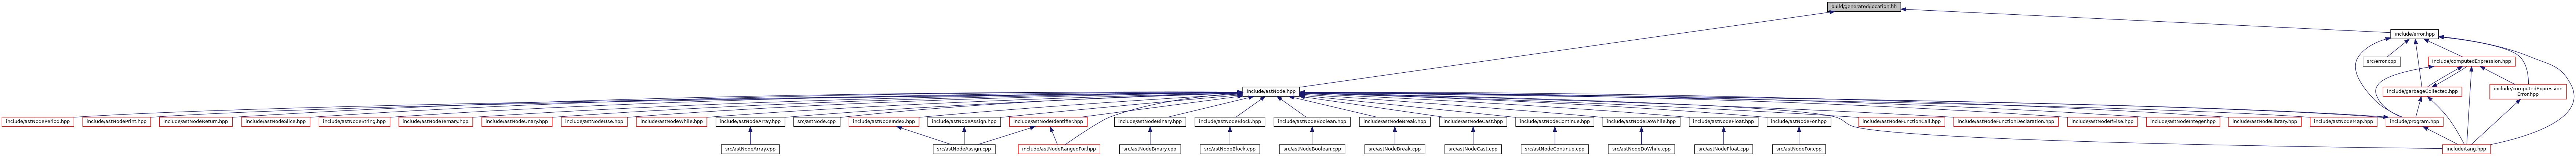 build/generated/location.hh
include/error.hpp
src/error.cpp
include/computedExpression.hpp
include/astNode.hpp
include/garbageCollected.hpp
include/computedExpression
Error.hpp
include/astNodePeriod.hpp
include/astNodePrint.hpp
include/astNodeReturn.hpp
include/astNodeSlice.hpp
include/astNodeString.hpp
include/astNodeTernary.hpp
include/astNodeUnary.hpp
include/astNodeUse.hpp
include/astNodeWhile.hpp
include/astNodeArray.hpp
src/astNode.cpp
include/astNodeIndex.hpp
include/astNodeAssign.hpp
include/astNodeIdentifier.hpp
include/astNodeBinary.hpp
include/astNodeBlock.hpp
include/astNodeBoolean.hpp
include/astNodeBreak.hpp
include/astNodeCast.hpp
include/astNodeContinue.hpp
include/astNodeDoWhile.hpp
include/astNodeFloat.hpp
include/astNodeFor.hpp
include/astNodeFunctionCall.hpp
include/astNodeFunctionDeclaration.hpp
include/astNodeIfElse.hpp
include/astNodeInteger.hpp
include/astNodeLibrary.hpp
include/astNodeMap.hpp
include/program.hpp
src/astNodeArray.cpp
src/astNodeAssign.cpp
include/astNodeRangedFor.hpp
src/astNodeBinary.cpp
src/astNodeBlock.cpp
src/astNodeBoolean.cpp
src/astNodeBreak.cpp
src/astNodeCast.cpp
src/astNodeContinue.cpp
src/astNodeDoWhile.cpp
src/astNodeFloat.cpp
src/astNodeFor.cpp
include/tang.hpp